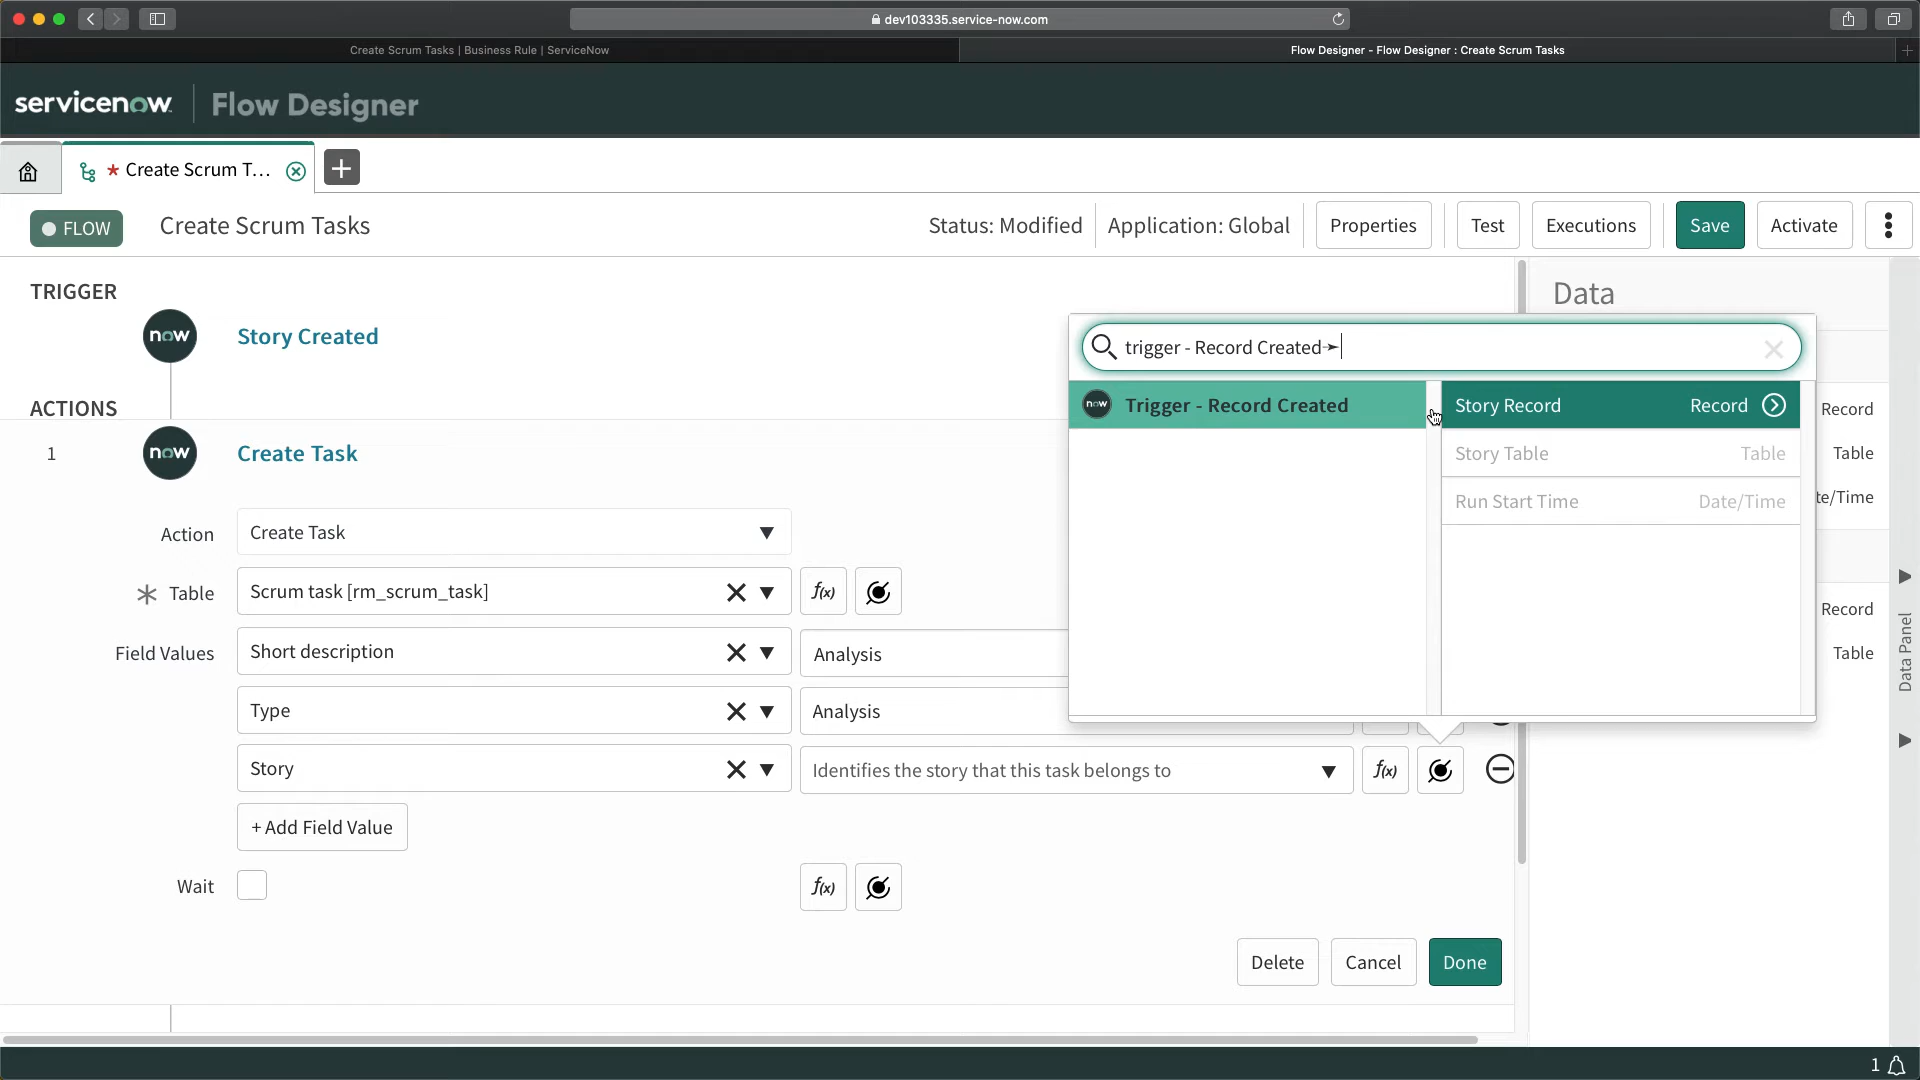 dev103335.service-now.com
Create Scrum Tasks | Business Rule | ServiceNow
Flow Designer - Flow Designer : Create Scrum Tasks
servicenow Flow Designer
* Create Scrum T...
FLOW Create Scrum Tasks Status: Modified Application: Global Properties Test Executions Save Activate
TRIGGER
now Story Created
ACTIONS
1 now Create Task
Action Create Task
* Table Scrum task [rm_scrum_task] f(x)
Field Values Short description Analysis
Type Analysis
Story Identifies the story that this task belongs to f(x)
+ Add Field Value
Wait f(x)
Delete Cancel Done
trigger - Record Created➛
now Trigger - Record Created
Story Record Record
Story Table Table
Run Start Time Date/Time
Data
Record
Table
te/Time
Record
Table
Data Panel
1